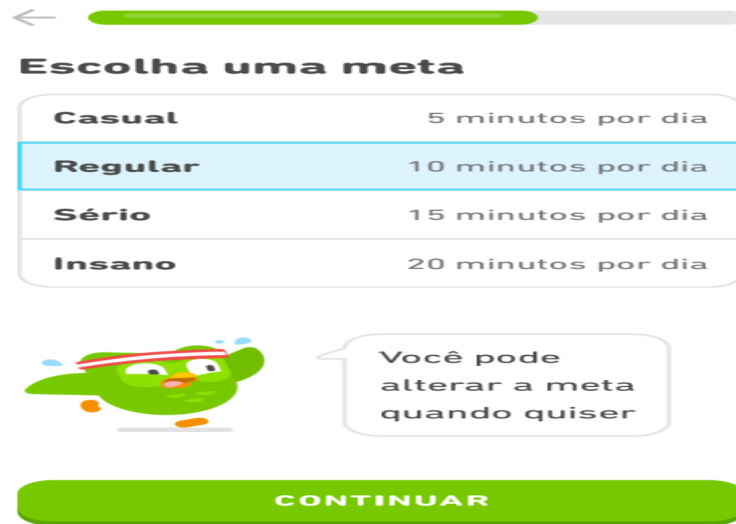 Escolha uma meta
Casual 5 minutos por dia
Regular 10 minutos por dia
Sério 15 minutos por dia
Insano 20 minutos por dia
Você pode
alterar a meta
quando quiser
CONTINUAR